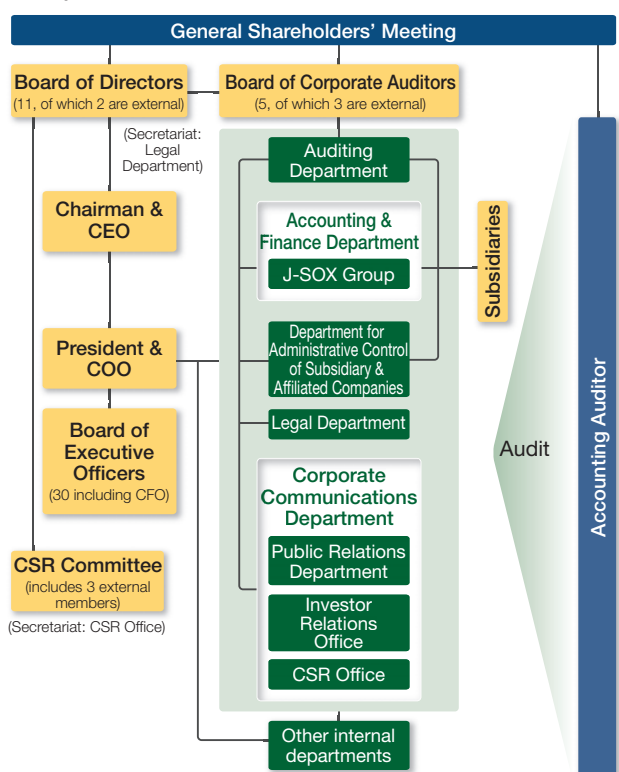 General Shareholders' Meeting
Board of Directors
(11, of which 2 are external)
Board of Corporate Auditors
(5, of which 3 are external)
(Secretariat:
Legal
Department)
Auditing
Department
Chairman &
CEO
Accounting &
Finance Department
J-SOX Group
Subsidiaries
President &
COO
Department for
Administrative Control
of Subsidiary &
Affiliated Companies
Legal Department
Board of
Executive
Officers
(30 including CFO)
Audit
Accounting Auditor
Corporate
Communications
Department
Public Relations
Department
Investor
Relations
Office
CSR Office
CSR Committee
(includes 3 external
members)
(Secretariat: CSR Office)
Other internal
departments